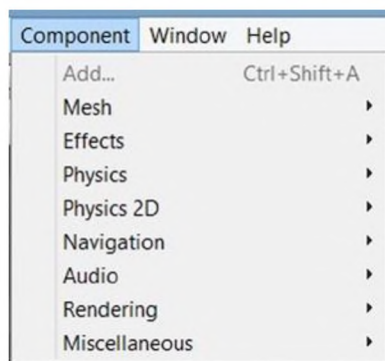 Component Window Help
Add... Ctrl+Shift+A
Mesh
Effects
Physics
Physics 2D
Navigation
Audio
Rendering
Miscellaneous